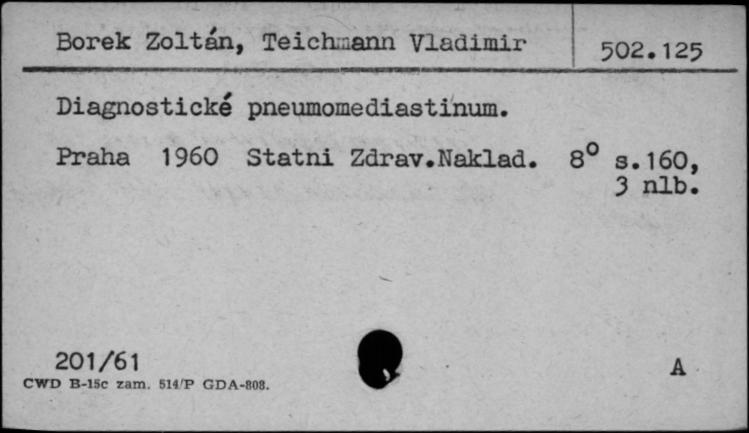 Borek Zoltán, Teichmann Vladimir
502.125
Diagnostické pneumomediastinum.
Praha 1960 Statni Zdrav.Naklad. 8⁰ s.160,
3 nlb.
201/61
A
CWD B-15c zam. 514/P GDA-808.